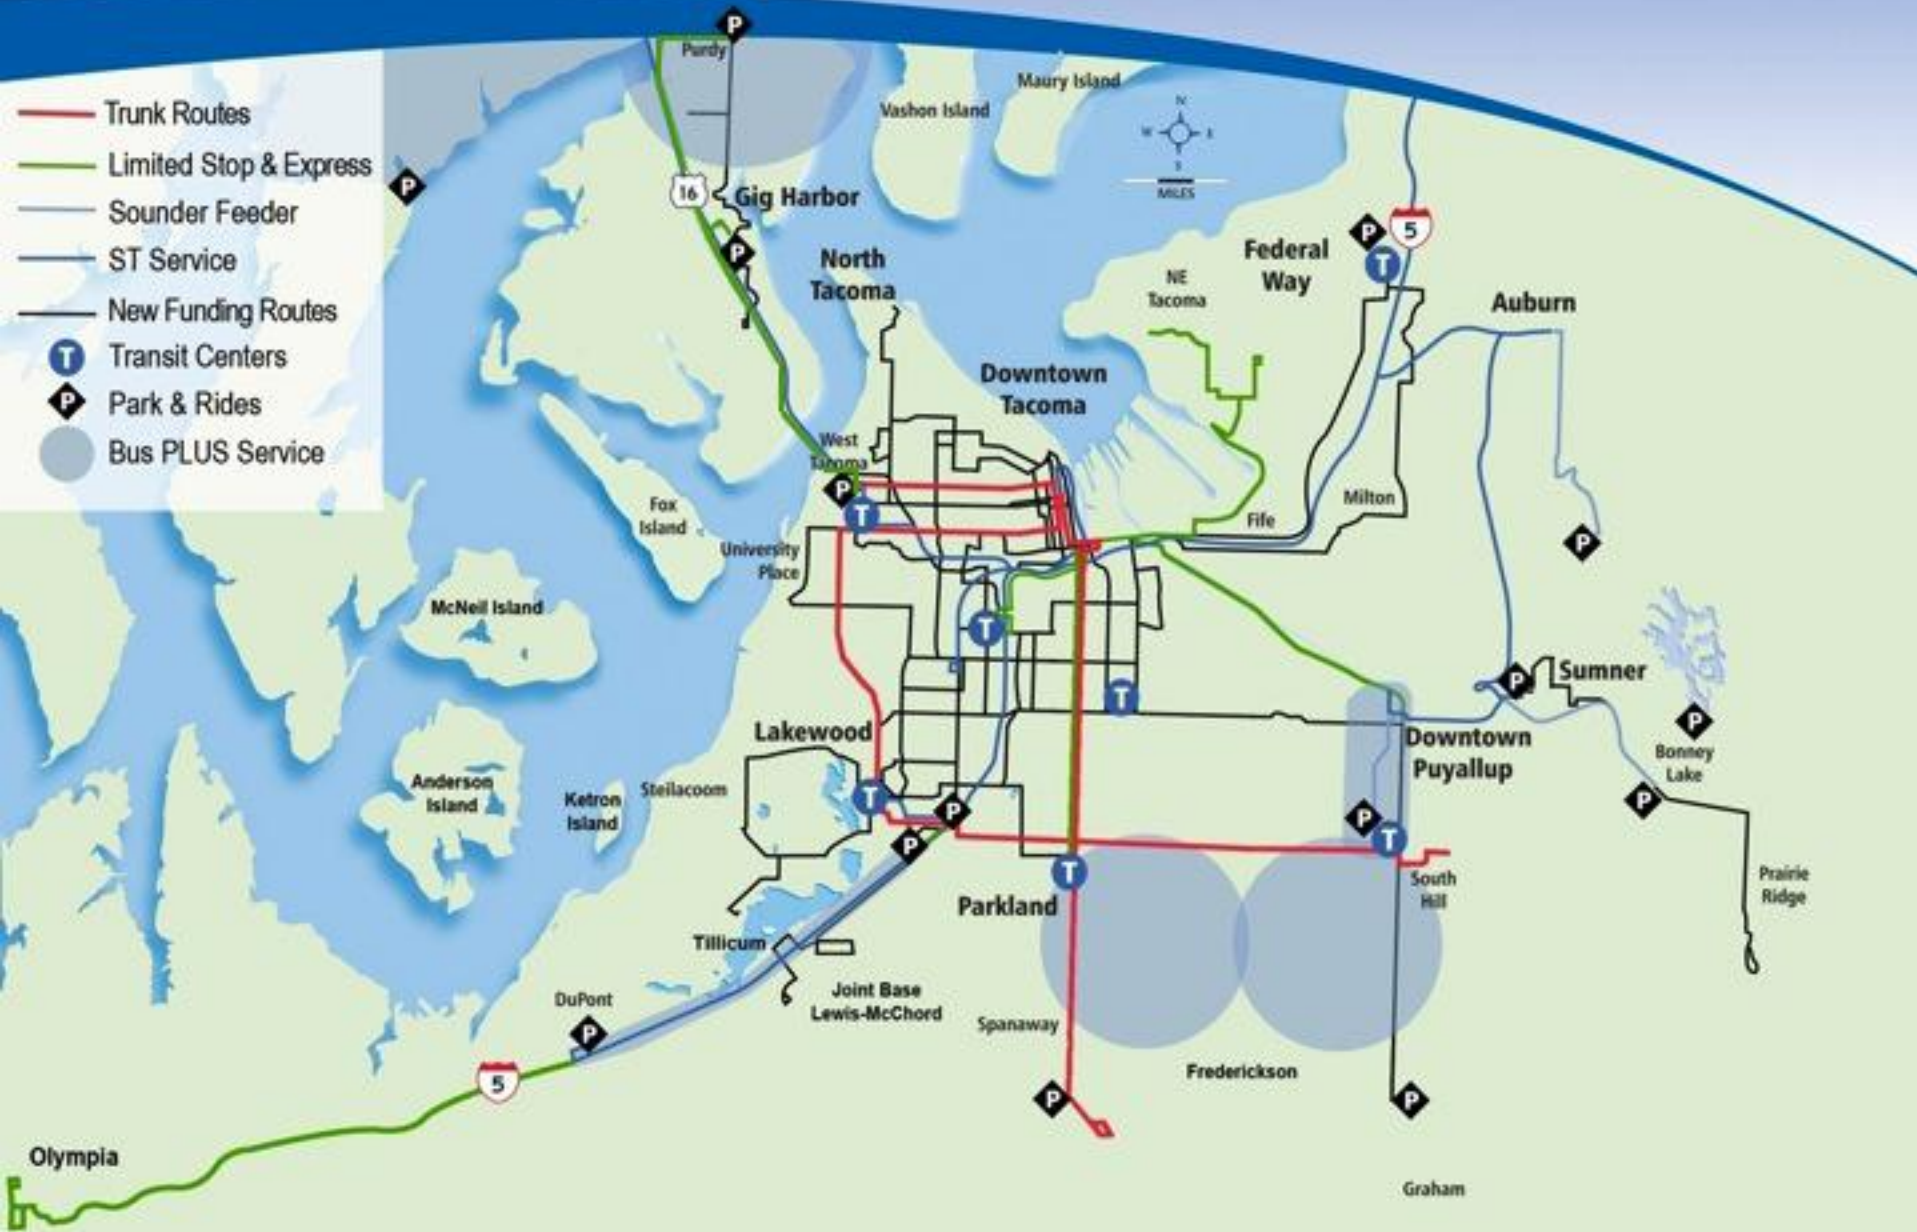 Trunk Routes
Limited Stop & Express
Sounder Feeder
ST Service
New Funding Routes
T Transit Centers
P Park & Rides
Bus PLUS Service
P
Purdy
Vashon Island
Maury Island
N
W E
S
MILES
P
16
Gig Harbor
P
North
Tacoma
NE
Tacoma
Federal
Way
P
5
T
Auburn
Downtown
Tacoma
West
Tacoma
P
T
Fox
Island
University
Place
Fife
Milton
P
McNeil Island
T
T
P
Sumner
P
Bonney
Lake
P
Lakewood
Downtown
Puyallup
Anderson
Island
Ketron
Island
Steilacoom
T
P
P
P
T
T
South
Hill
Prairie
Ridge
Parkland
Tillicum
Joint Base
Lewis-McChord
DuPont
P
Spanaway
Frederickson
5
P
P
Olympia
Graham